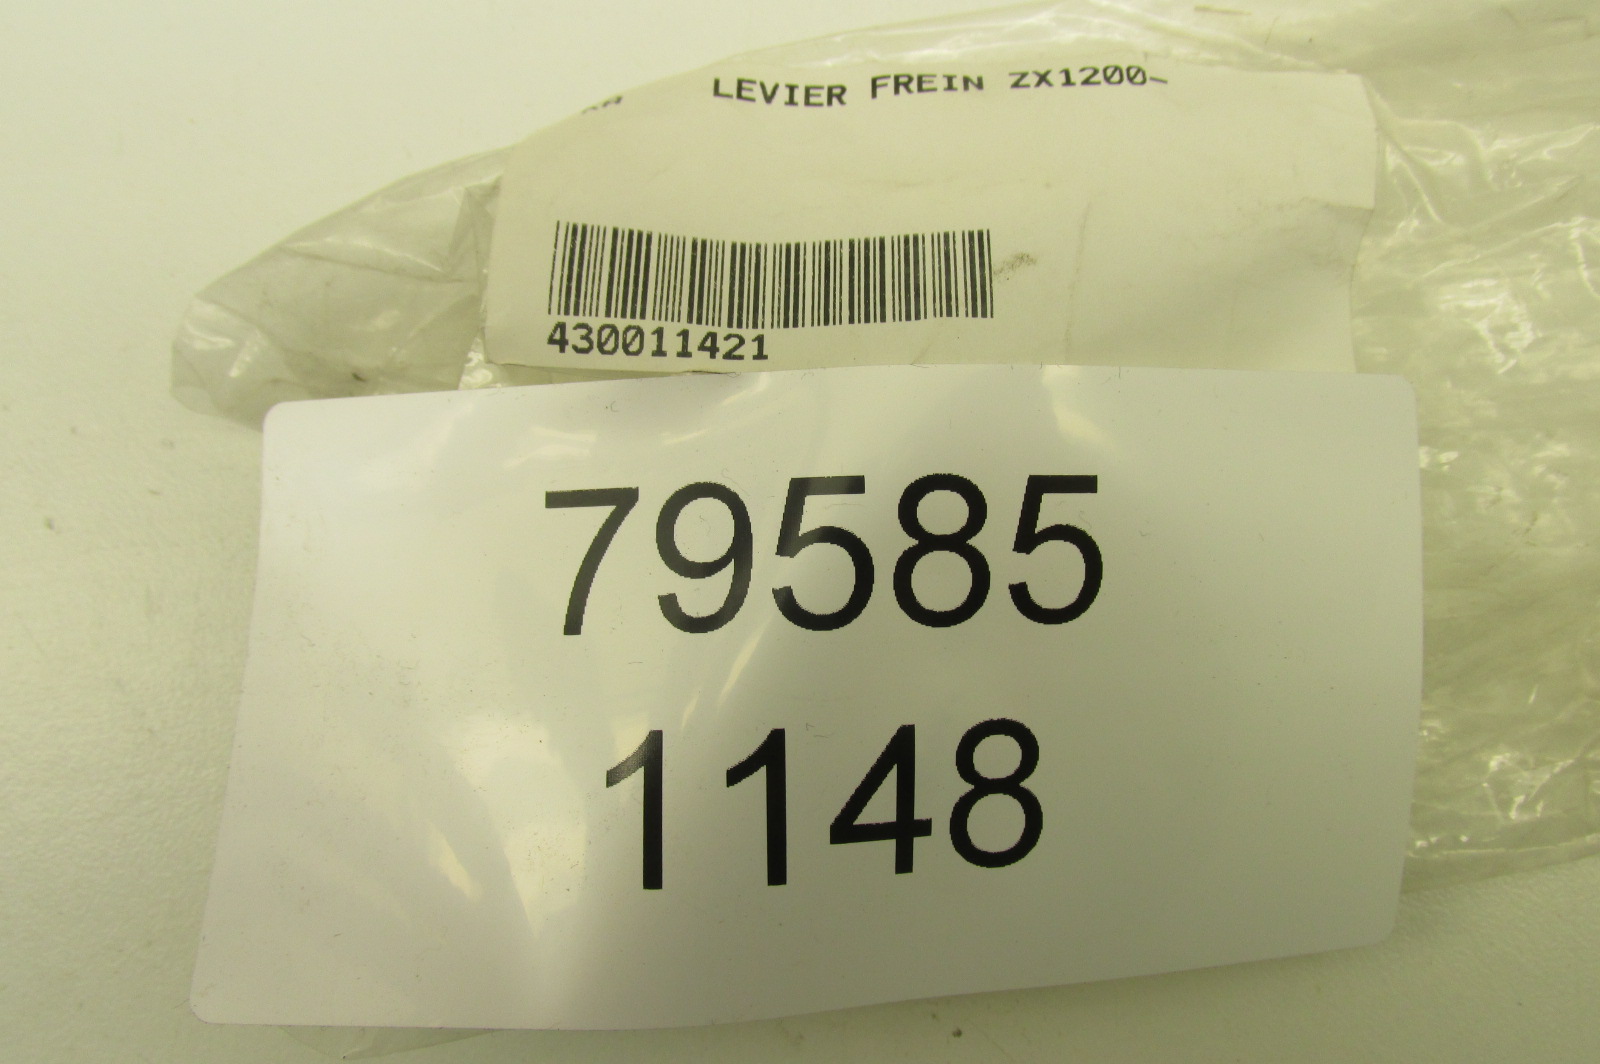 LEVIER FREIN ZX1200-
430011421
79585
1148